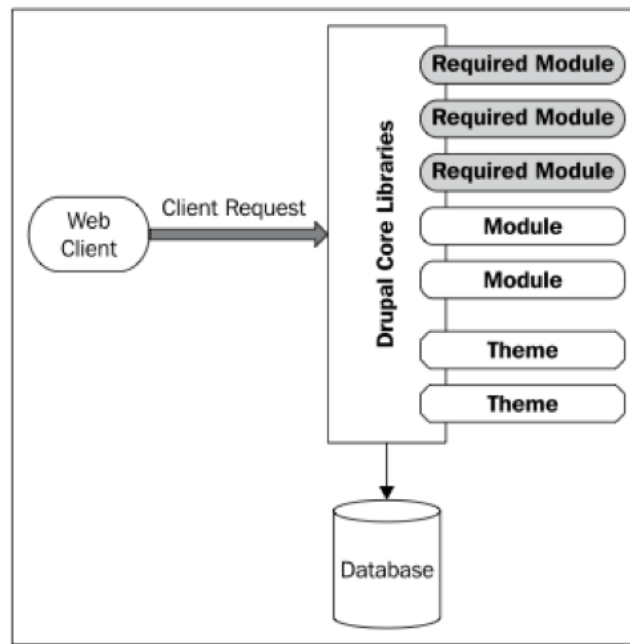 Required Module
Required Module
Required Module
Client Request
Web
Client
Drupal Core Libraries
Module
Module
Theme
Theme
Database